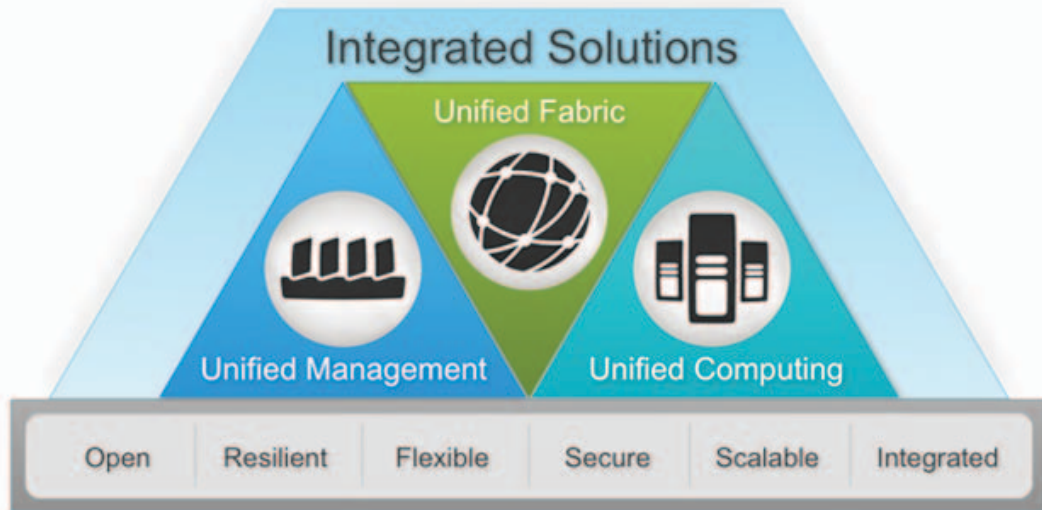 Integrated Solutions
Unified Fabric
Unified Management
Unified Computing
Open
Resilient
Flexible
Secure
Scalable
Integrated